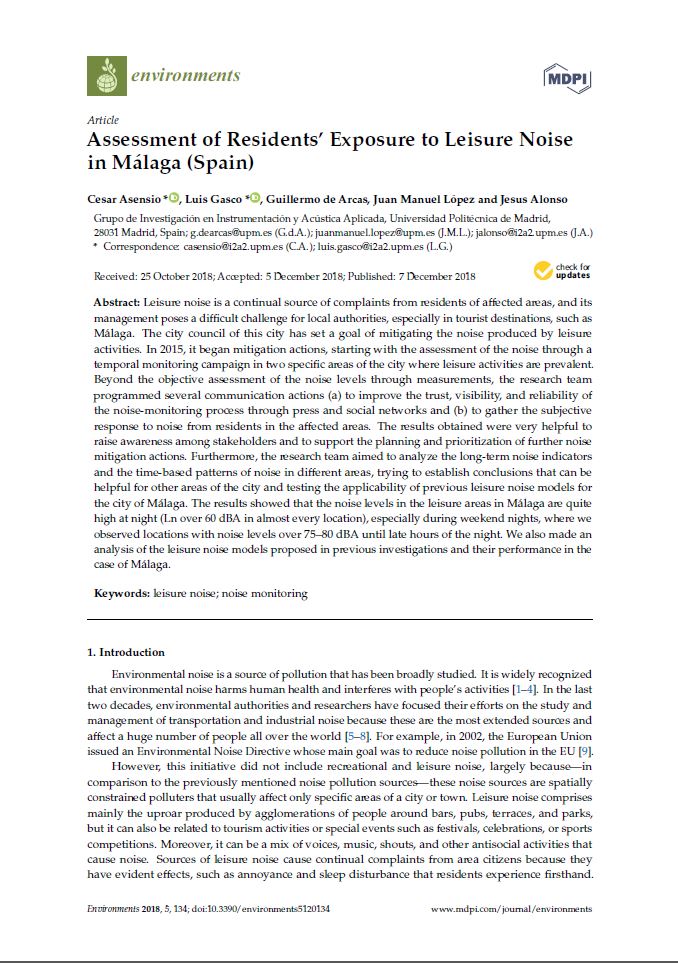 environments
MDPI
Article
Assessment of Residents’ Exposure to Leisure Noise
in Málaga (Spain)
Cesar Asensio *, Luis Gasco *, Guillermo de Arcas, Juan Manuel López and Jesus Alonso
Grupo de Investigación en Instrumentación y Acústica Aplicada, Universidad Politécnica de Madrid,
28031 Madrid, Spain; g.dearcas@upm.es (G.d.A.); juanmanuel.lopez@upm.es (J.M.L.); jalonso@i2a2.upm.es (J.A.)
* Correspondence: casensio@i2a2.upm.es (C.A.); luis.gasco@i2a2.upm.es (L.G.)
Received: 25 October 2018; Accepted: 5 December 2018; Published: 7 December 2018
check for
updates
Abstract: Leisure noise is a continual source of complaints from residents of affected areas, and its
management poses a difficult challenge for local authorities, especially in tourist destinations, such as
Málaga. The city council of this city has set a goal of mitigating the noise produced by leisure
activities. In 2015, it began mitigation actions, starting with the assessment of the noise through a
temporal monitoring campaign in two specific areas of the city where leisure activities are prevalent.
Beyond the objective assessment of the noise levels through measurements, the research team
programmed several communication actions (a) to improve the trust, visibility, and reliability of
the noise-monitoring process through press and social networks and (b) to gather the subjective
response to noise from residents in the affected areas. The results obtained were very helpful to
raise awareness among stakeholders and to support the planning and prioritization of further noise
mitigation actions. Furthermore, the research team aimed to analyze the long-term noise indicators
and the time-based patterns of noise in different areas, trying to establish conclusions that can be
helpful for other areas of the city and testing the applicability of previous leisure noise models for
the city of Málaga. The results showed that the noise levels in the leisure areas in Málaga are quite
high at night (Ln over 60 dBA in almost every location), especially during weekend nights, where we
observed locations with noise levels over 75–80 dBA until late hours of the night. We also made an
analysis of the leisure noise models proposed in previous investigations and their performance in the
case of Málaga.
Keywords: leisure noise; noise monitoring
1. Introduction
Environmental noise is a source of pollution that has been broadly studied. It is widely recognized
that environmental noise harms human health and interferes with people’s activities [1–4]. In the last
two decades, environmental authorities and researchers have focused their efforts on the study and
management of transportation and industrial noise because these are the most extended sources and
affect a huge number of people all over the world [5–8]. For example, in 2002, the European Union
issued an Environmental Noise Directive whose main goal was to reduce noise pollution in the EU [9].
However, this initiative did not include recreational and leisure noise, largely because—in
comparison to the previously mentioned noise pollution sources—these noise sources are spatially
constrained polluters that usually affect only specific areas of a city or town. Leisure noise comprises
mainly the uproar produced by agglomerations of people around bars, pubs, terraces, and parks,
but it can also be related to tourism activities or special events such as festivals, celebrations, or sports
competitions. Moreover, it can be a mix of voices, music, shouts, and other antisocial activities that
cause noise. Sources of leisure noise cause continual complaints from area citizens because they
have evident effects, such as annoyance and sleep disturbance that residents experience firsthand.
Environments 2018, 5, 134; doi:10.3390/environments5120134
www.mdpi.com/journal/environments